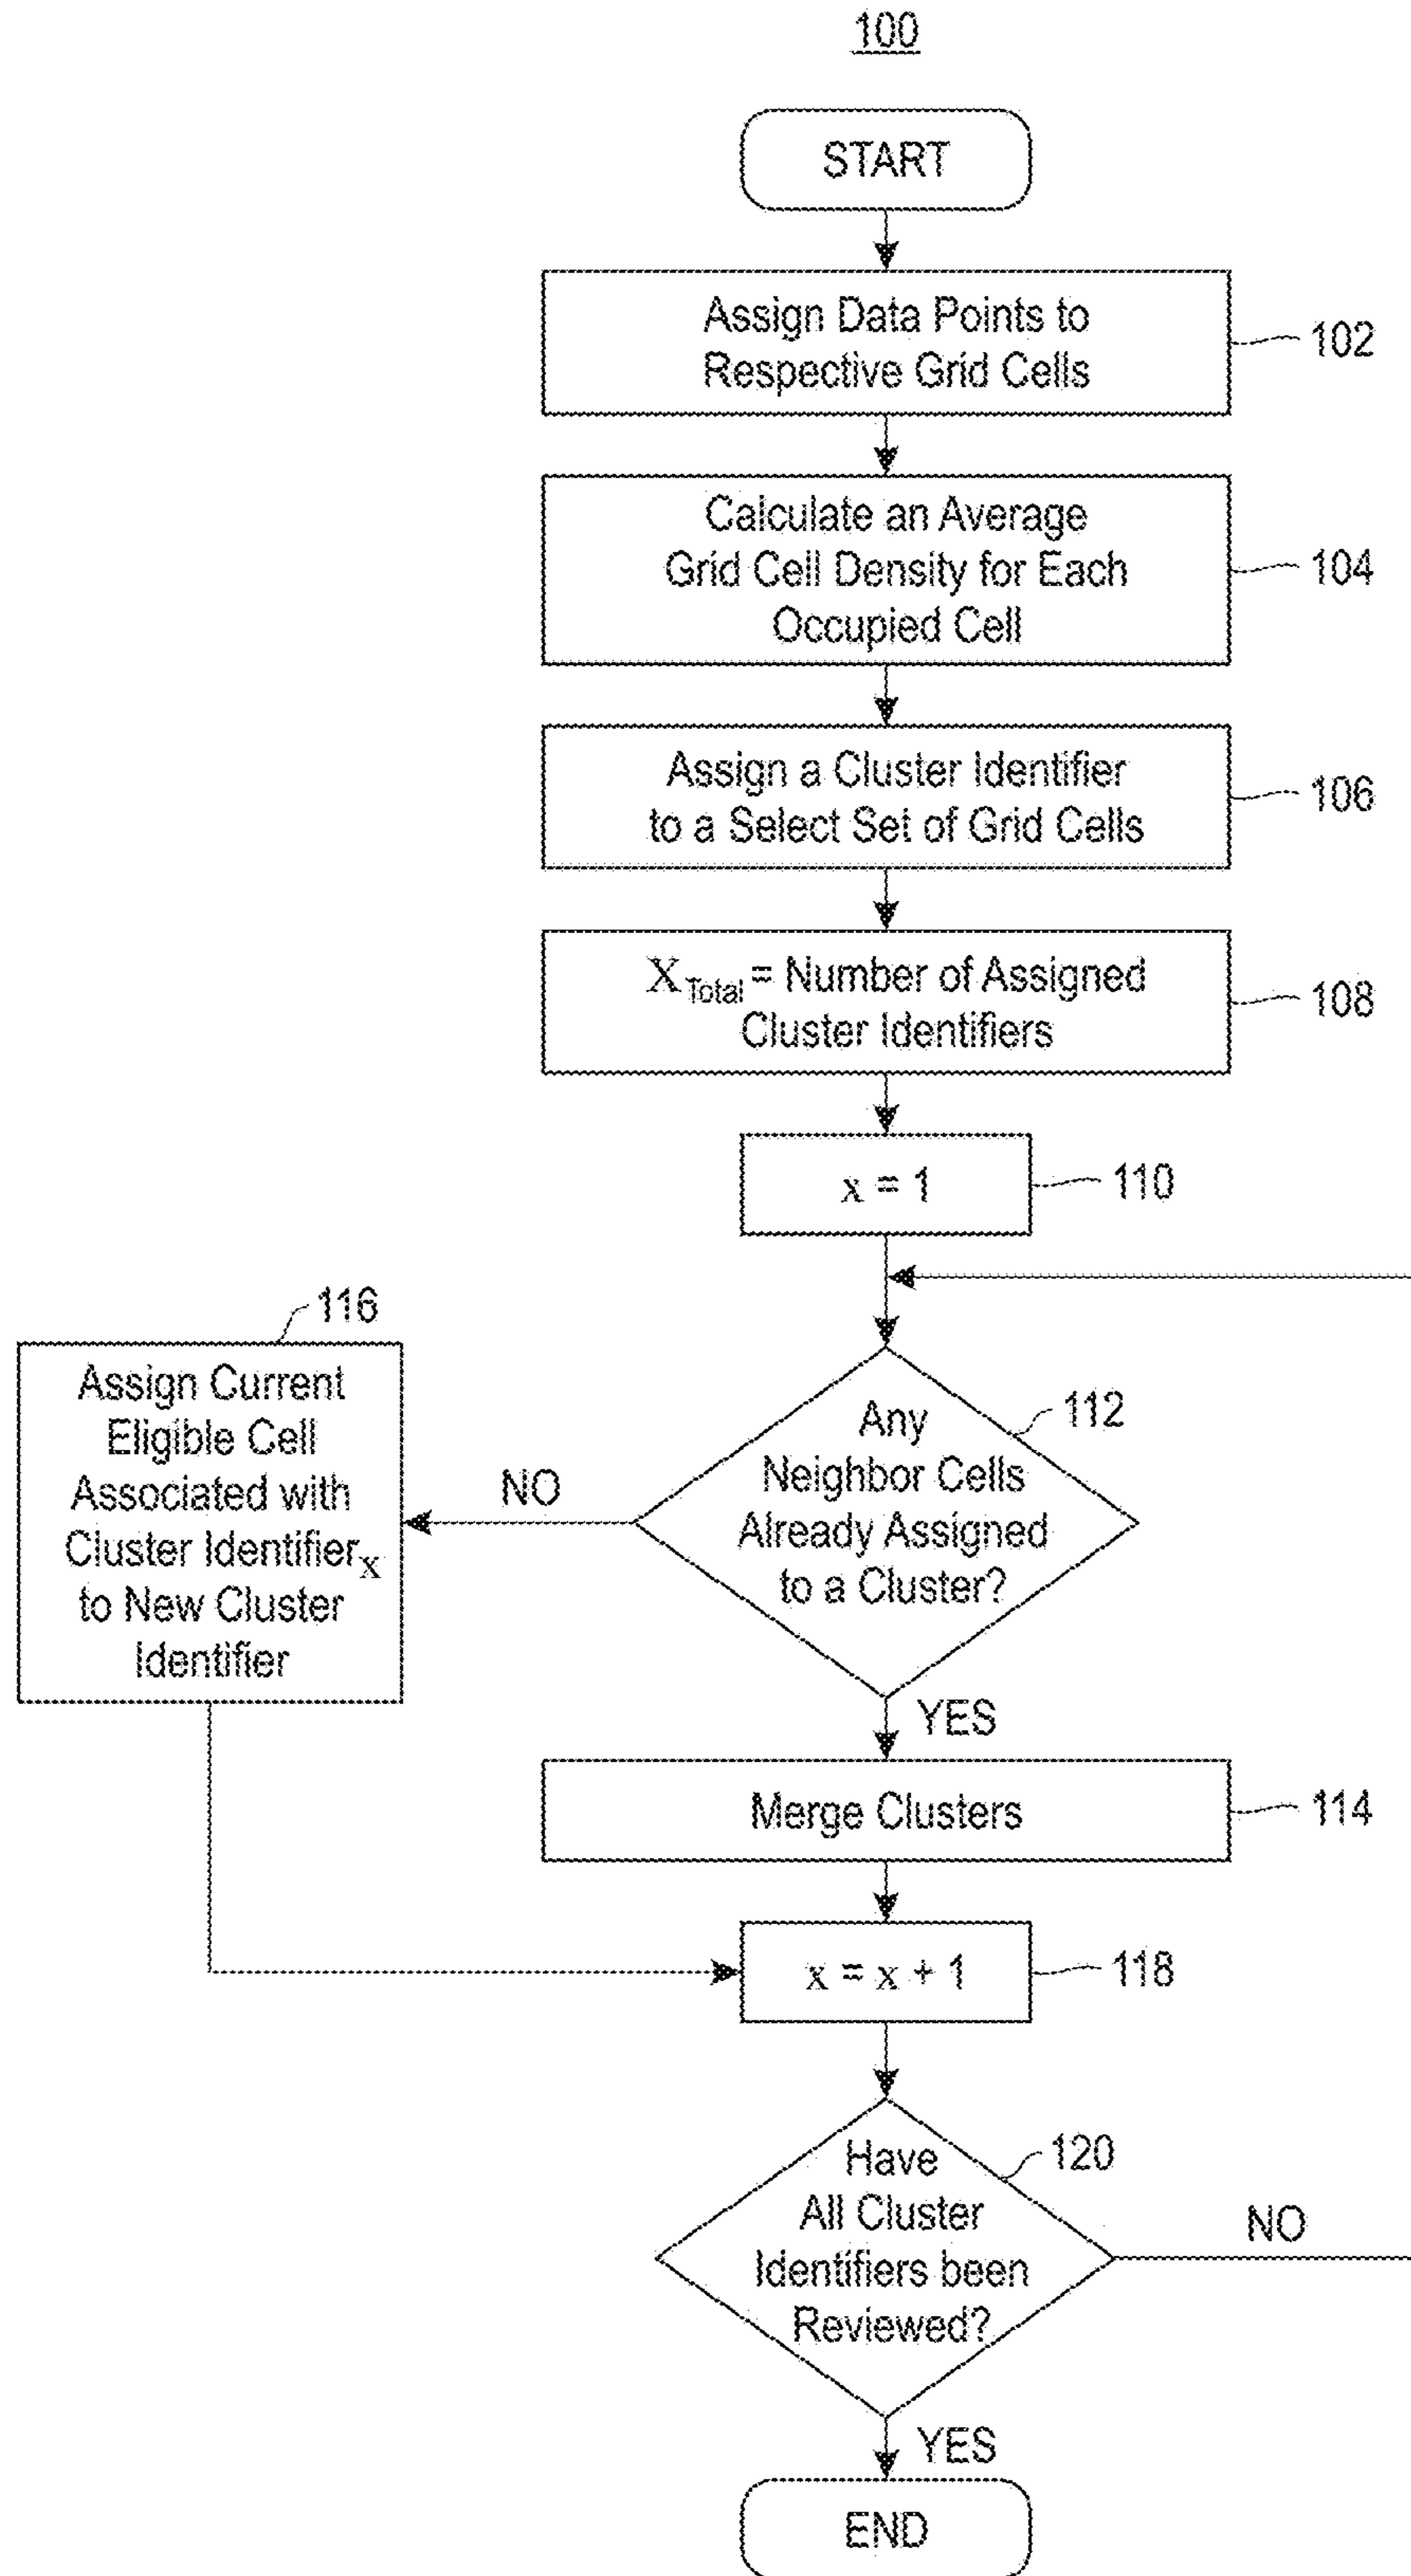 100
START
Assign Data Points to
Respective Grid Cells
102
Calculate an Average
Grid Cell Density for Each
Occupied Cell
104
Assign a Cluster Identifier
to a Select Set of Grid Cells
106
X Total = Number of Assigned
Cluster Identifiers
108
x = 1
110
116
Assign Current
Eligible Cell
Associated with
Cluster Identifier x
to New Cluster
Identifier
NO
Any
Neighbor Cells
Already Assigned
to a Cluster?
112
YES
Merge Clusters
114
x = x + 1
118
Have
All Cluster
Identifiers been
Reviewed?
120
NO
YES
END